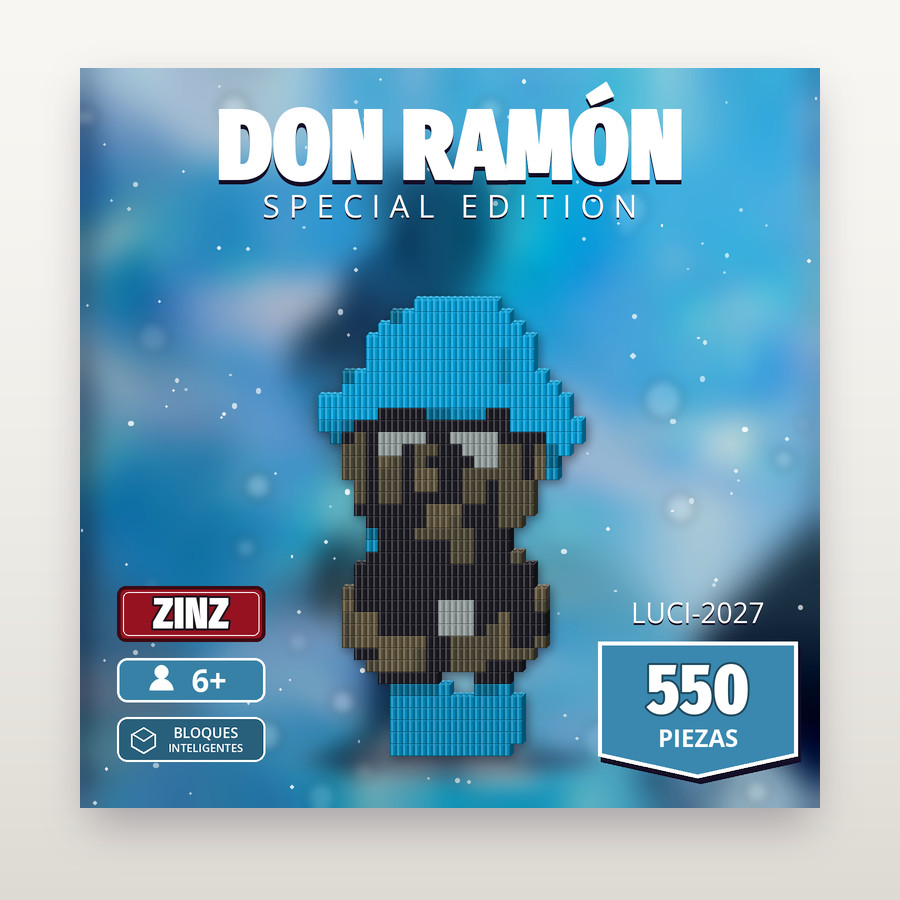 DON RAMÓN
SPECIAL EDITION
ZINZ
6+
BLOQUES
INTELIGENTES
LUCI-2027
550
PIEZAS